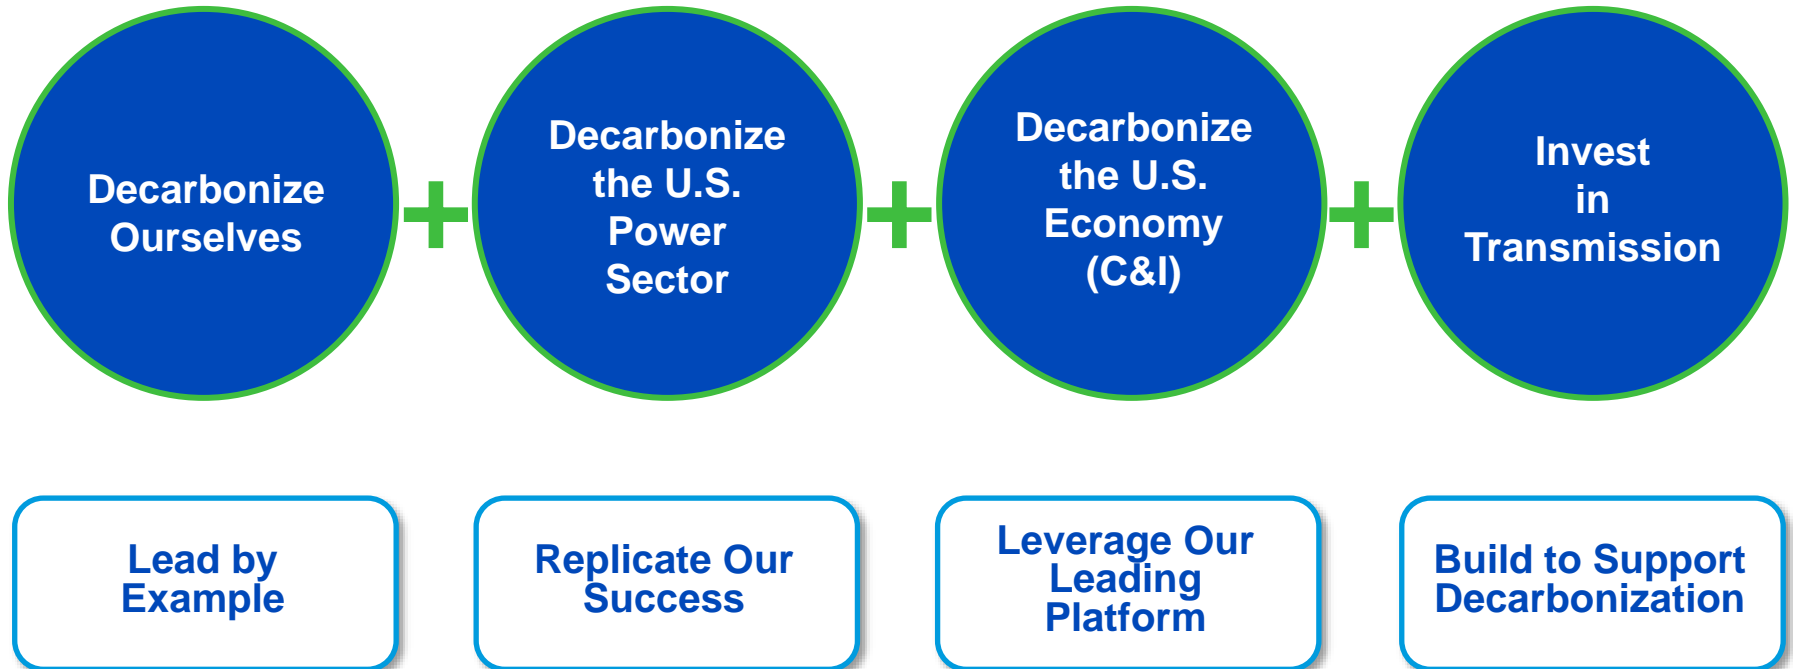 Decarbonize
Ourselves
+
Decarbonize
the U.S.
Power
Sector
+
Decarbonize
the U.S.
Economy
(C&I)
+
Invest
in
Transmission
Lead by
Example
Replicate Our
Success
Leverage Our
Leading
Platform
Build to Support
Decarbonization